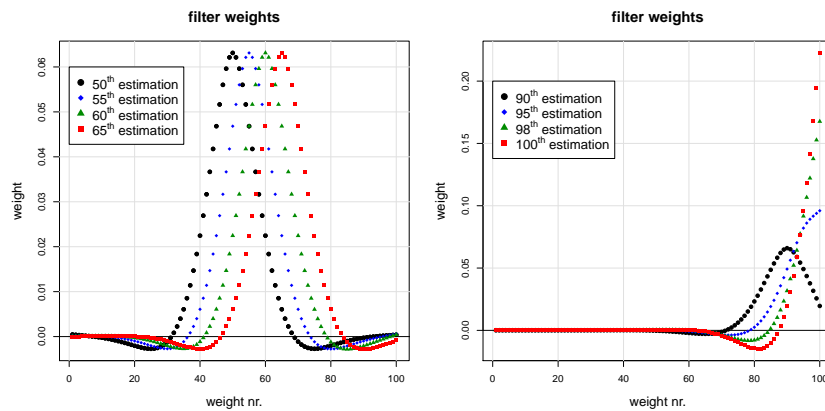 filter weights
50th estimation
55th estimation
60th estimation
65th estimation
weight
0.00
0.01
0.02
0.03
0.04
0.05
0.06
0
20
40
60
80
100
weight nr.
filter weights
90th estimation
95th estimation
98th estimation
100th estimation
weight
0.00
0.05
0.10
0.15
0.20
0
20
40
60
80
100
weight nr.